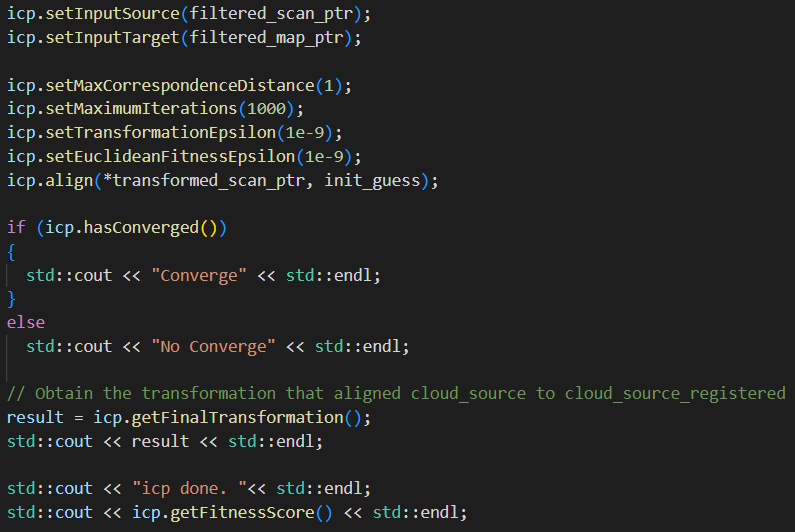 icp.setInputSource(filtered_scan_ptr);
icp.setInputTarget(filtered_map_ptr);
icp.setMaxCorrespondenceDistance(1);
icp.setMaximumIterations(1000);
icp.setTransformationEpsilon(1e-9);
icp.setEuclideanFitnessEpsilon(1e-9);
icp.align(*transformed_scan_ptr, init_guess);
if (icp.hasConverged())
{
std::cout << "Converge" << std::endl;
}
else
std::cout << "No Converge" << std::endl;
// Obtain the transformation that aligned cloud_source to cloud_source_registered
result = icp.getFinalTransformation();
std::cout << result << std::endl;
std::cout << "icp done. "<< std::endl;
std::cout << icp.getFitnessScore() << std::endl;